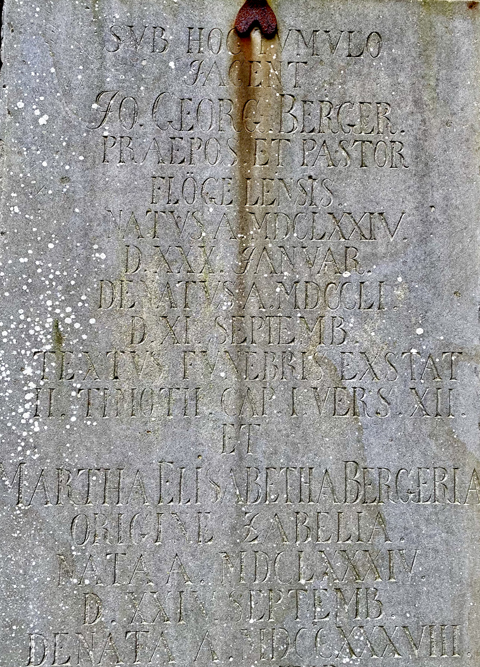 SVB HOC TVMVLO
JACENT
JO. GEORG. BERGER.
PRAEPOS. ET PASTOR
FLÖGELENSIS.
NATVS A. MDCLXXIV.
D. XXX. JANVAR.
DENATVS. A. MDCCLI.
D. XI. SEPTEMB.
TEXTVS FVNEBRIS EXSTAT
II. TIMOTH. CAP. I. VERS. XII.
ET
MARTHA ELISABETHA BERGERIA
ORIGINE ZABELIA.
NATA A. MDCLXXXIV.
D. XXIV. SEPTEMB.
DENATA A. MDCCXXXVIII.